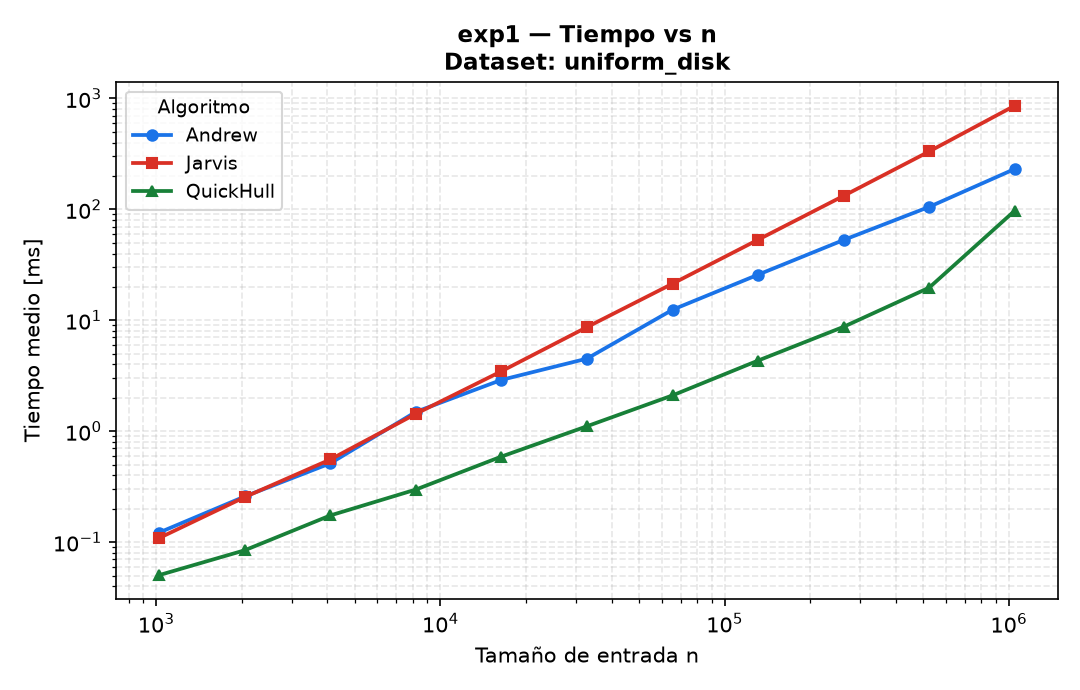 exp1 — Tiempo vs n
Dataset: uniform_disk
Algoritmo
Andrew
Jarvis
QuickHull
Tiempo medio [ms]
10³
10²
10¹
10⁰
10⁻¹
10³ 10⁴ 10⁵ 10⁶
Tamaño de entrada n